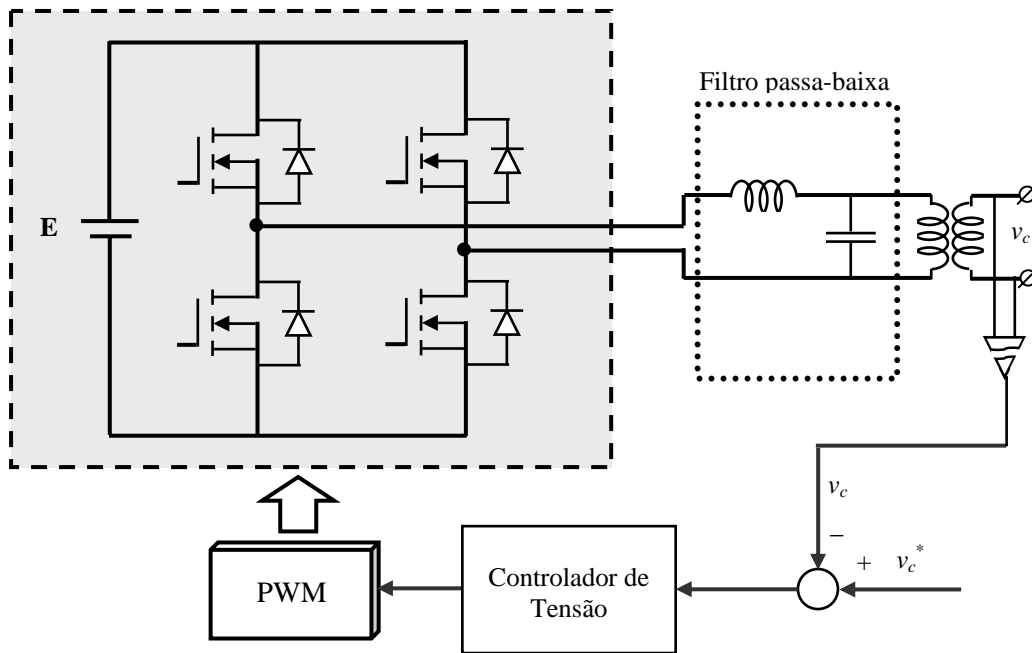 Filtro passa-baixa
E
v_c
v_c
−
+ v_c^*
Controlador de
Tensão
PWM